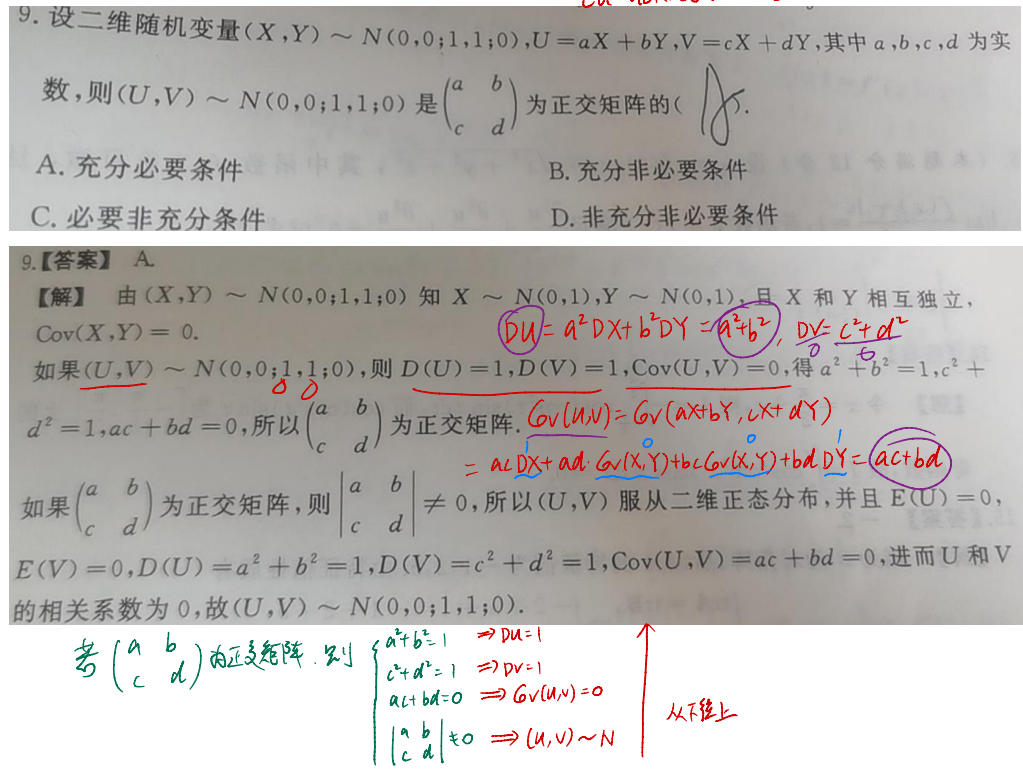 9. 设二维随机变量(X,Y) ~ N(0,0;1,1;0),U=aX+bY,V=cX+dY,其中a,b,c,d为实
数,则(U,V) ~ N(0,0;1,1;0) 是(a b
c d)为正交矩阵的( ).
A. 充分必要条件 B. 充分非必要条件
C. 必要非充分条件 D. 非充分非必要条件
9.【答案】 A.
【解】 由(X,Y) ~ N(0,0;1,1;0) 知 X ~ N(0,1),Y ~ N(0,1),且 X 和 Y 相互独立,
Cov(X,Y) = 0.
DU = a²DX+b²DY = a²+b², DV = c²+d²
如果(U,V) ~ N(0,0;1,1;0),则 D(U)=1,D(V)=1,Cov(U,V)=0,得 a²+b²=1,c²+
d²=1,ac+bd=0,所以(a b
c d)为正交矩阵.
Cov(U,V) = Cov(aX+bY, cX+dY)
= acDX+ad·Cov(X,Y)+bcCov(X,Y)+bdDY = ac+bd
1 0 0 1
如果(a b
c d)为正交矩阵,则|a b
c d| ≠ 0,所以(U,V) 服从二维正态分布,并且 E(U)=0,
E(V)=0,D(U)=a²+b²=1,D(V)=c²+d²=1,Cov(U,V)=ac+bd=0,进而 U 和 V
的相关系数为 0,故(U,V) ~ N(0,0;1,1;0).
若(a b
c d)为正交矩阵,则
a²+b²=1 ⇒ DU=1
c²+d²=1 ⇒ DV=1
ac+bd=0 ⇒ Cov(U,V)=0
|a b
c d| ≠ 0 ⇒ (U,V)~N
从下往上